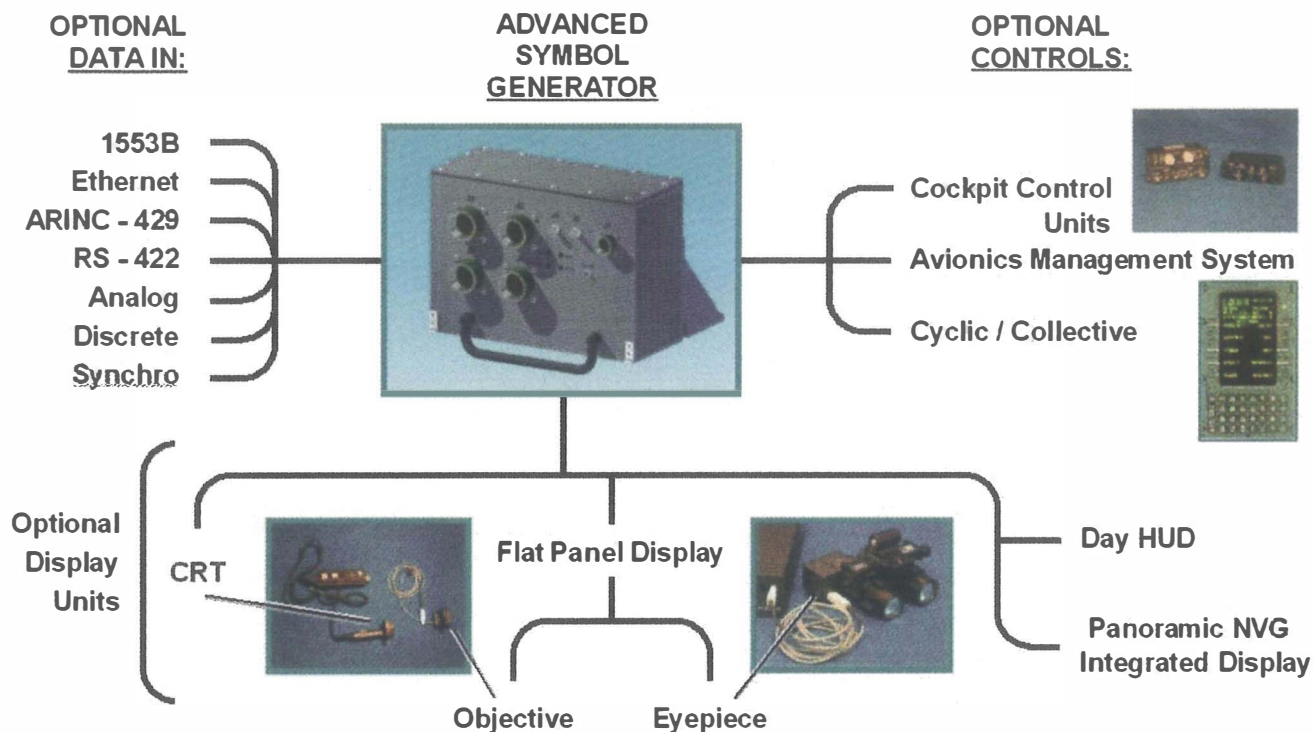 OPTIONAL
DATA IN:
1553B
Ethernet
ARINC - 429
RS - 422
Analog
Discrete
Synchro
ADVANCED
SYMBOL
GENERATOR
OPTIONAL
CONTROLS:
Cockpit Control
Units
Avionics Management System
Cyclic / Collective
Optional
Display
Units
CRT
Flat Panel Display
Objective
Eyepiece
Day HUD
Panoramic NVG
Integrated Display